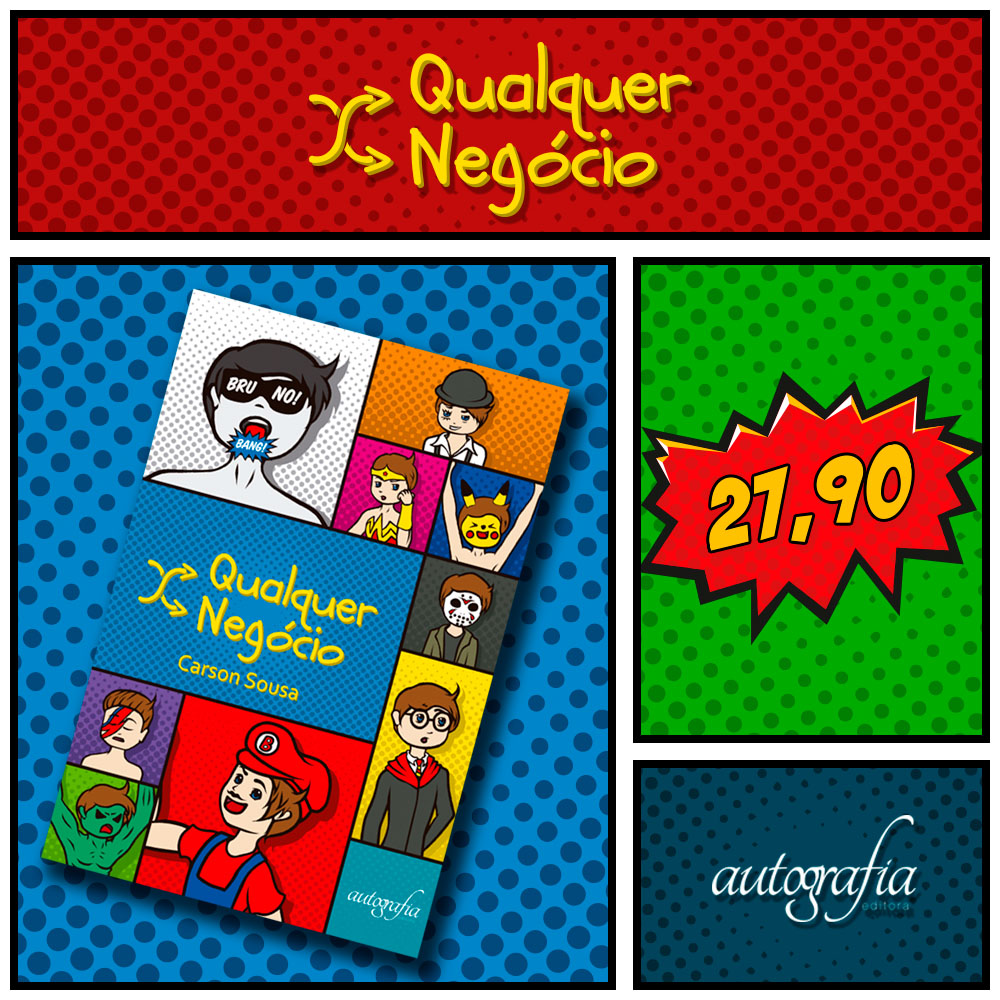 Qualquer
Negócio
BRU NO!
BANG!
Qualquer
Negócio
Carson Sousa
B
autografia
27,90
autografia
editora